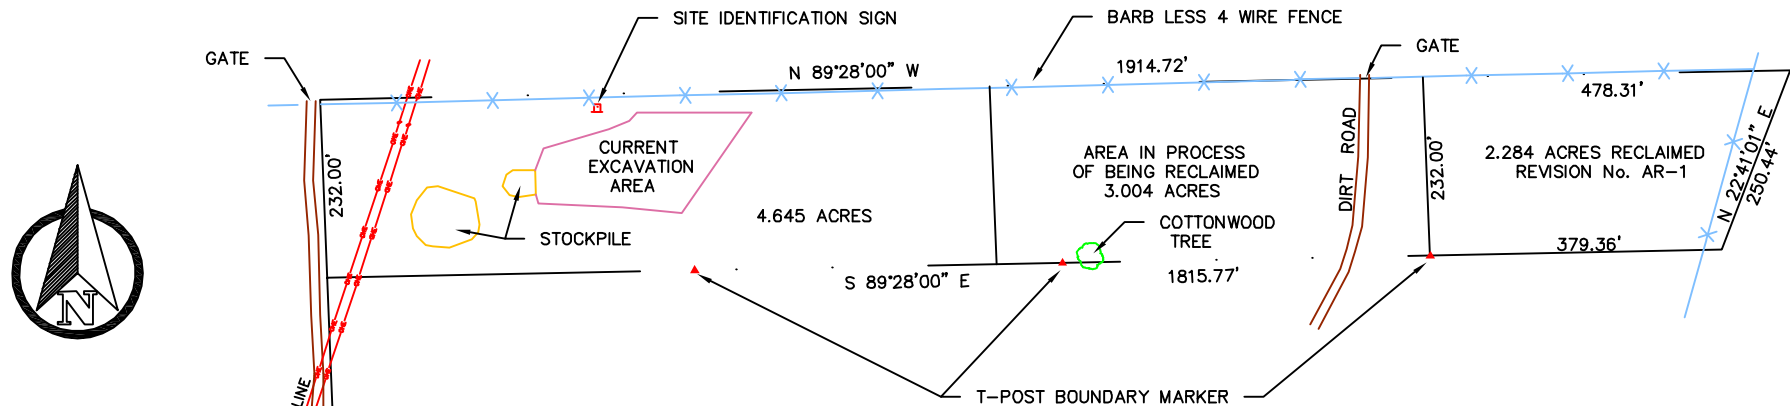 SITE IDENTIFICATION SIGN
BARB LESS 4 WIRE FENCE
GATE
GATE
N 89°28'00" W
1914.72'
478.31'
CURRENT
EXCAVATION
AREA
AREA IN PROCESS
OF BEING RECLAIMED
3.004 ACRES
DIRT ROAD
232.00'
232.00'
2.284 ACRES RECLAIMED
REVISION No. AR-1
N 22°41'01" E
250.44'
4.645 ACRES
COTTONWOOD
TREE
STOCKPILE
379.36'
S 89°28'00" E
1815.77'
N
LINE
T-POST BOUNDARY MARKER